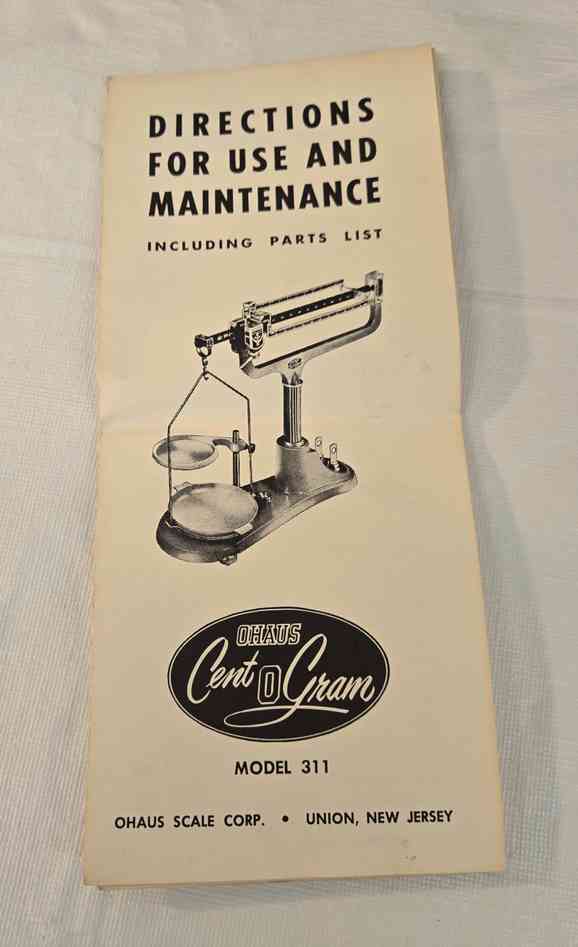 DIRECTIONS
FOR USE AND
MAINTENANCE
INCLUDING PARTS LIST
OHAUS
Cent O Gram
MODEL 311
OHAUS SCALE CORP. • UNION, NEW JERSEY